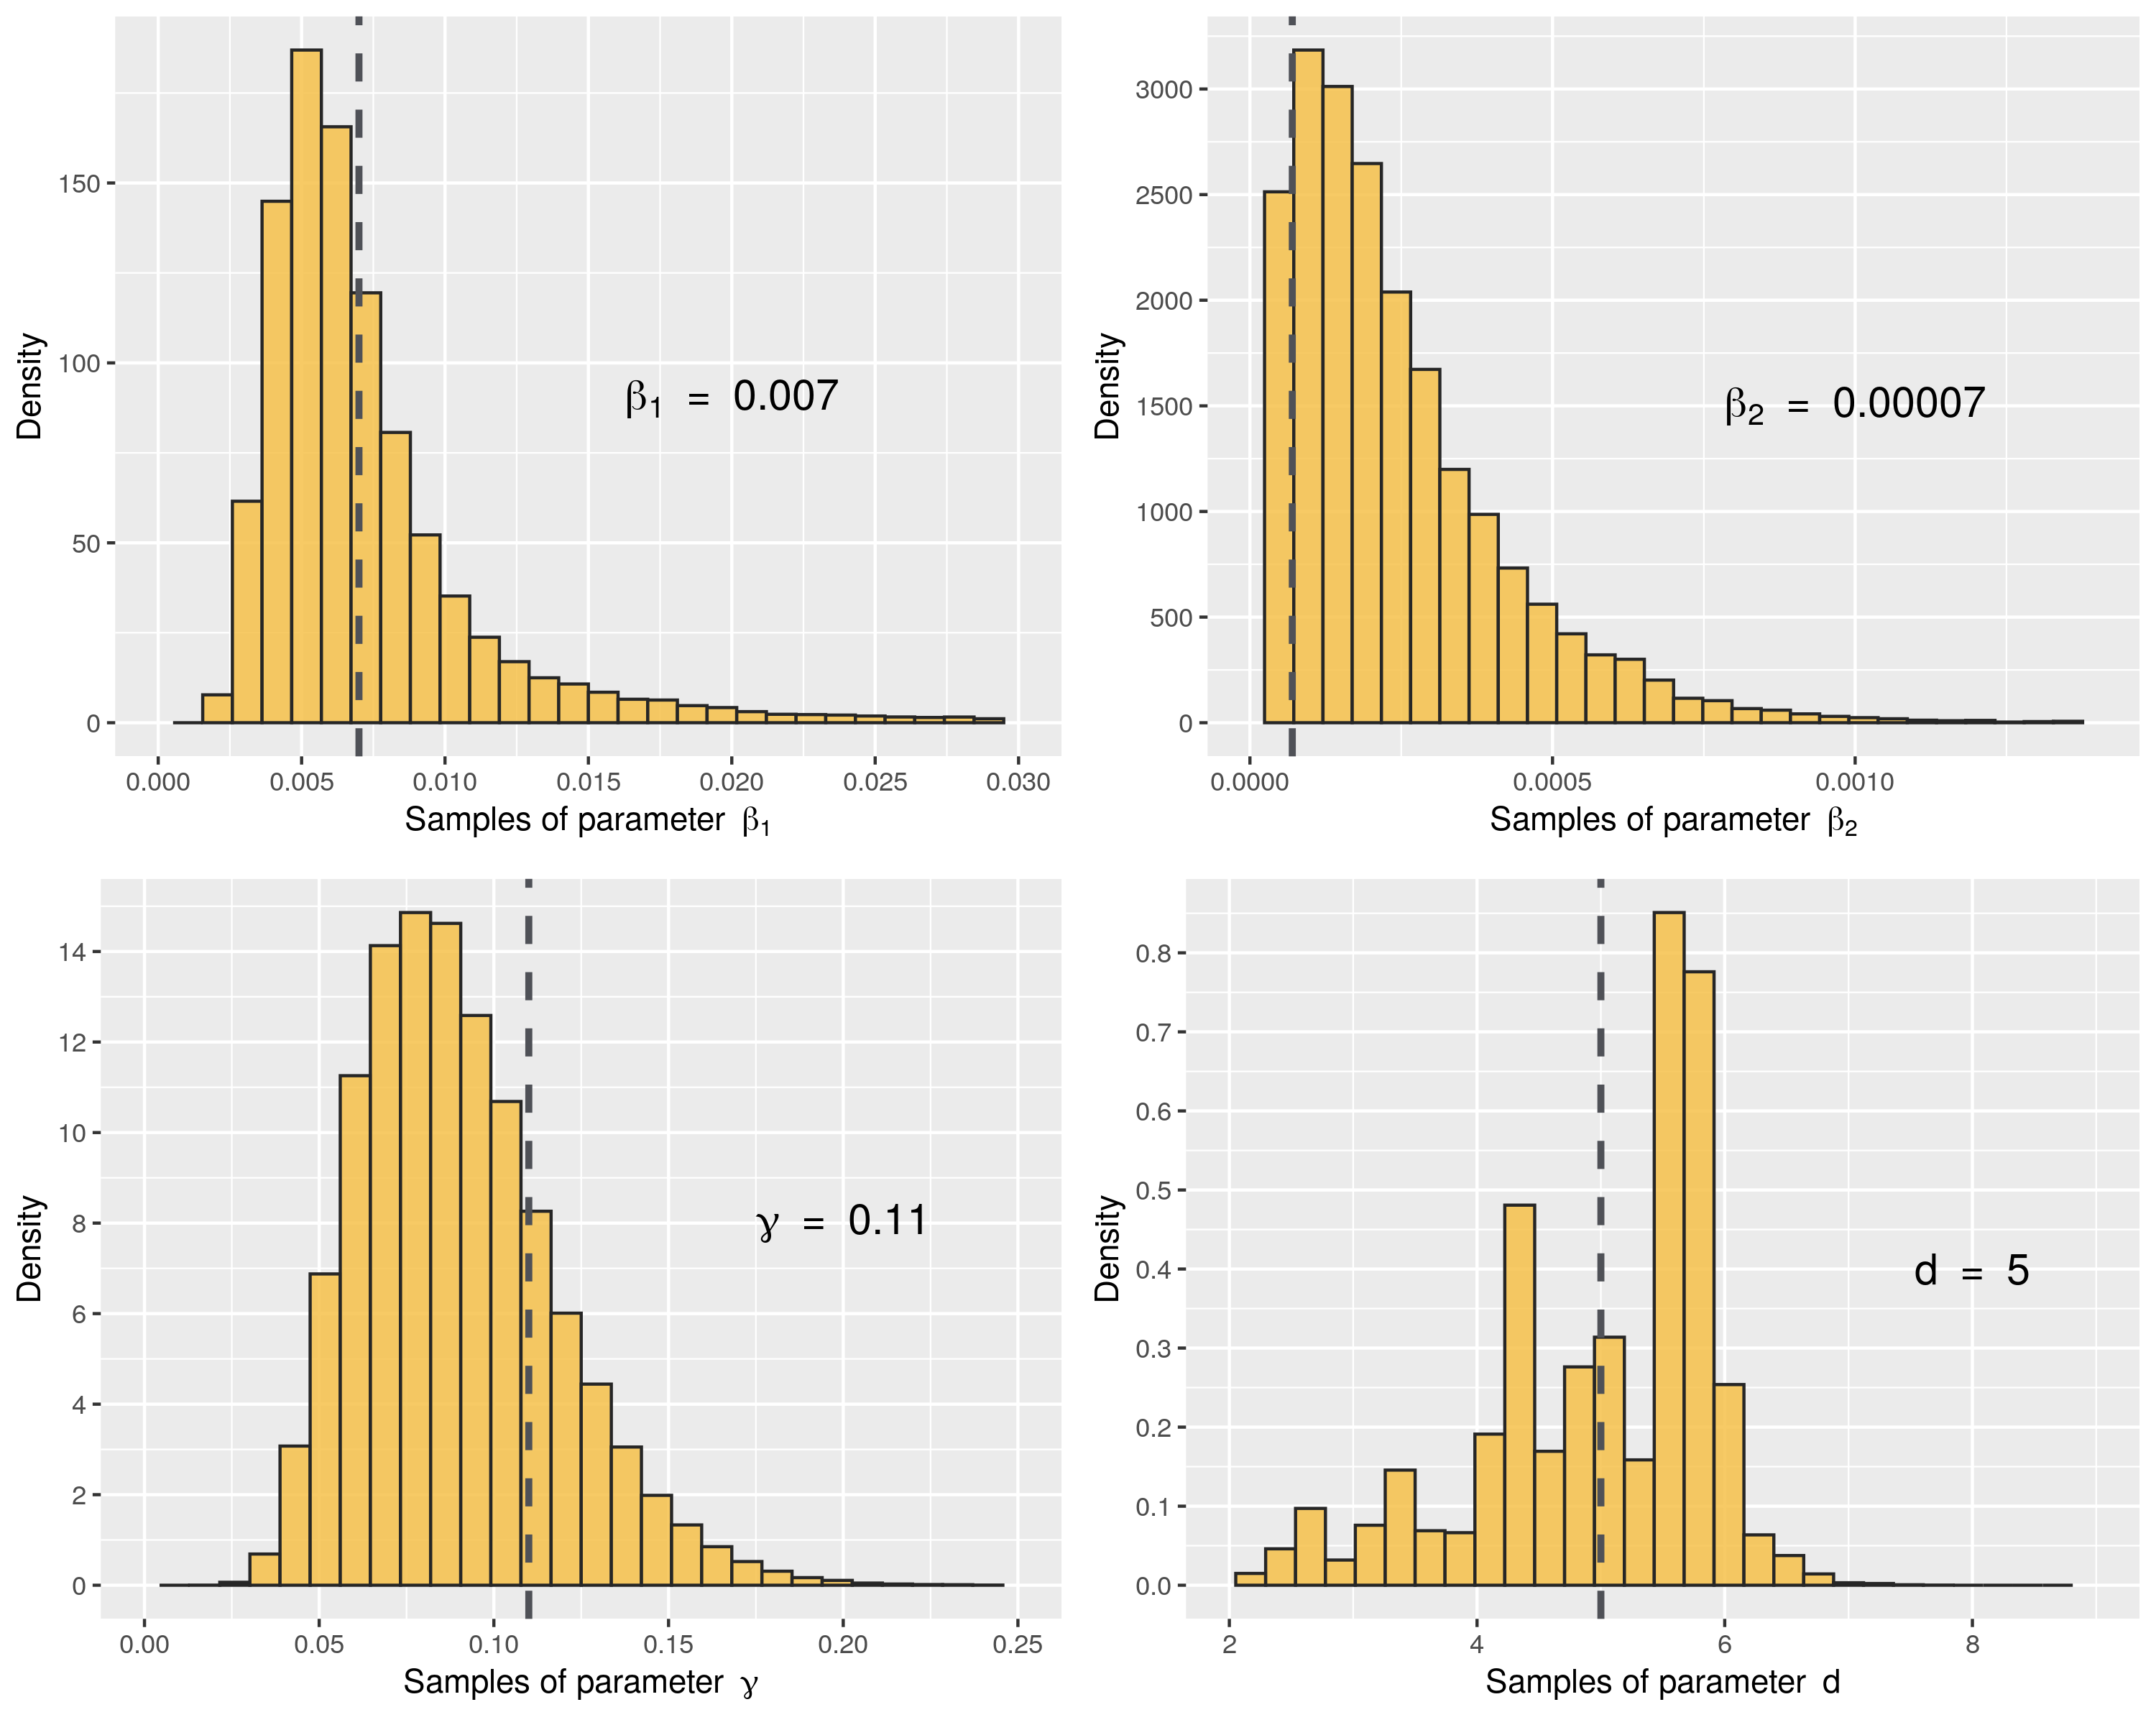 Density
150
100
50
0
β1 = 0.007
0.000 0.005 0.010 0.015 0.020 0.025 0.030
Samples of parameter β1
Density
3000
2500
2000
1500
1000
500
0
β2 = 0.00007
0.0000 0.0005 0.0010
Samples of parameter β2
Density
14
12
10
8
6
4
2
0
γ = 0.11
0.00 0.05 0.10 0.15 0.20 0.25
Samples of parameter γ
Density
0.8
0.7
0.6
0.5
0.4
0.3
0.2
0.1
0.0
d = 5
2 4 6 8
Samples of parameter d